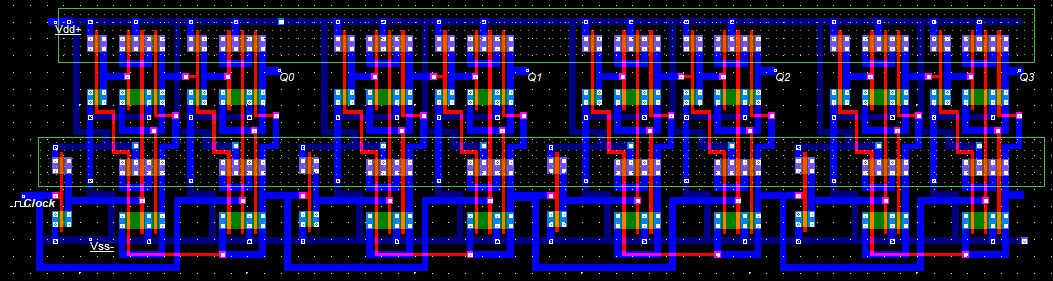 Vdd+
Q0
Q1
Q2
Q3
Clock
Vss-